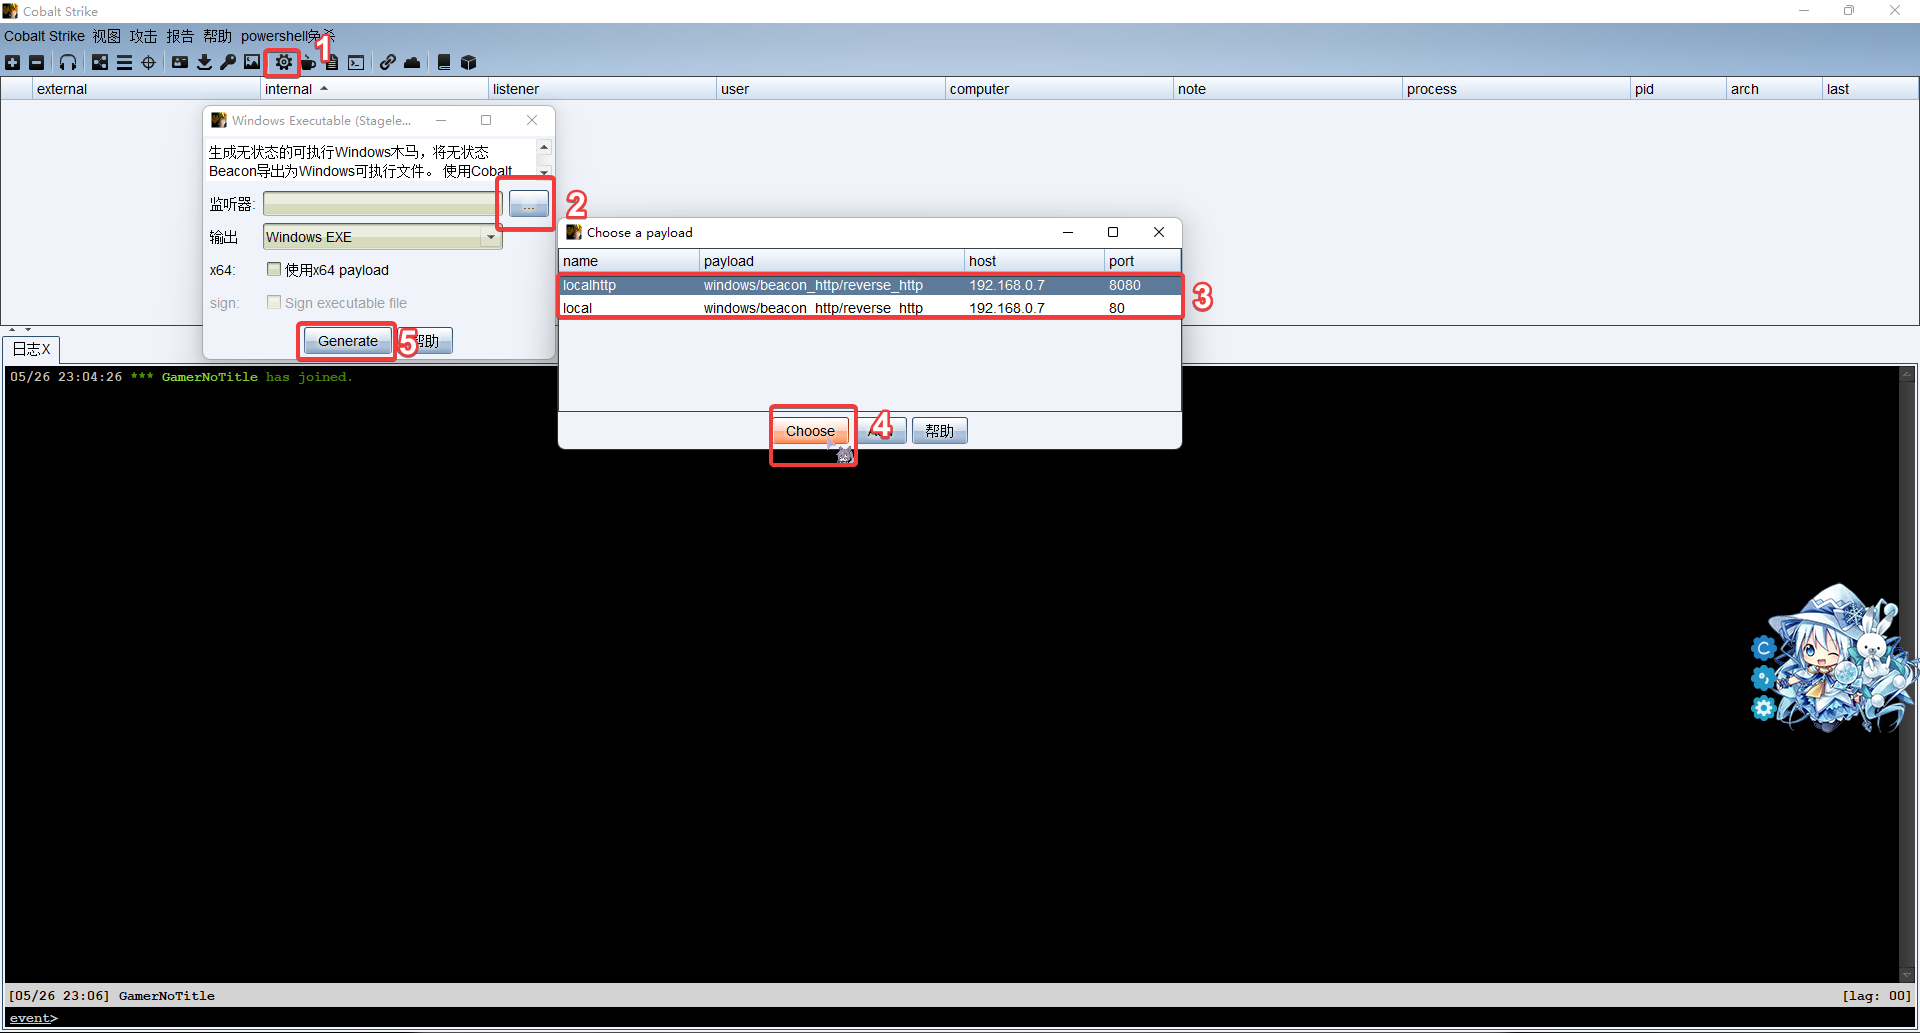 Cobalt Strike
Cobalt Strike 视图 攻击 报告 帮助 powershell免杀
1
external internal listener user computer note process pid arch last
Windows Executable (Stagele...
生成无状态的可执行Windows木马，将无状态
Beacon导出为Windows可执行文件。 使用Cobalt
监听器: ... 2
输出 Windows EXE
x64: 使用x64 payload
sign: Sign executable file
Generate 5 帮助
Choose a payload
name payload host port
localhttp windows/beacon_http/reverse_http 192.168.0.7 8080
local windows/beacon_http/reverse_http 192.168.0.7 80
3
Choose 4 帮助
日志X
05/26 23:04:26 *** GamerNoTitle has joined.
[05/26 23:06] GamerNoTitle [lag: 00]
event>